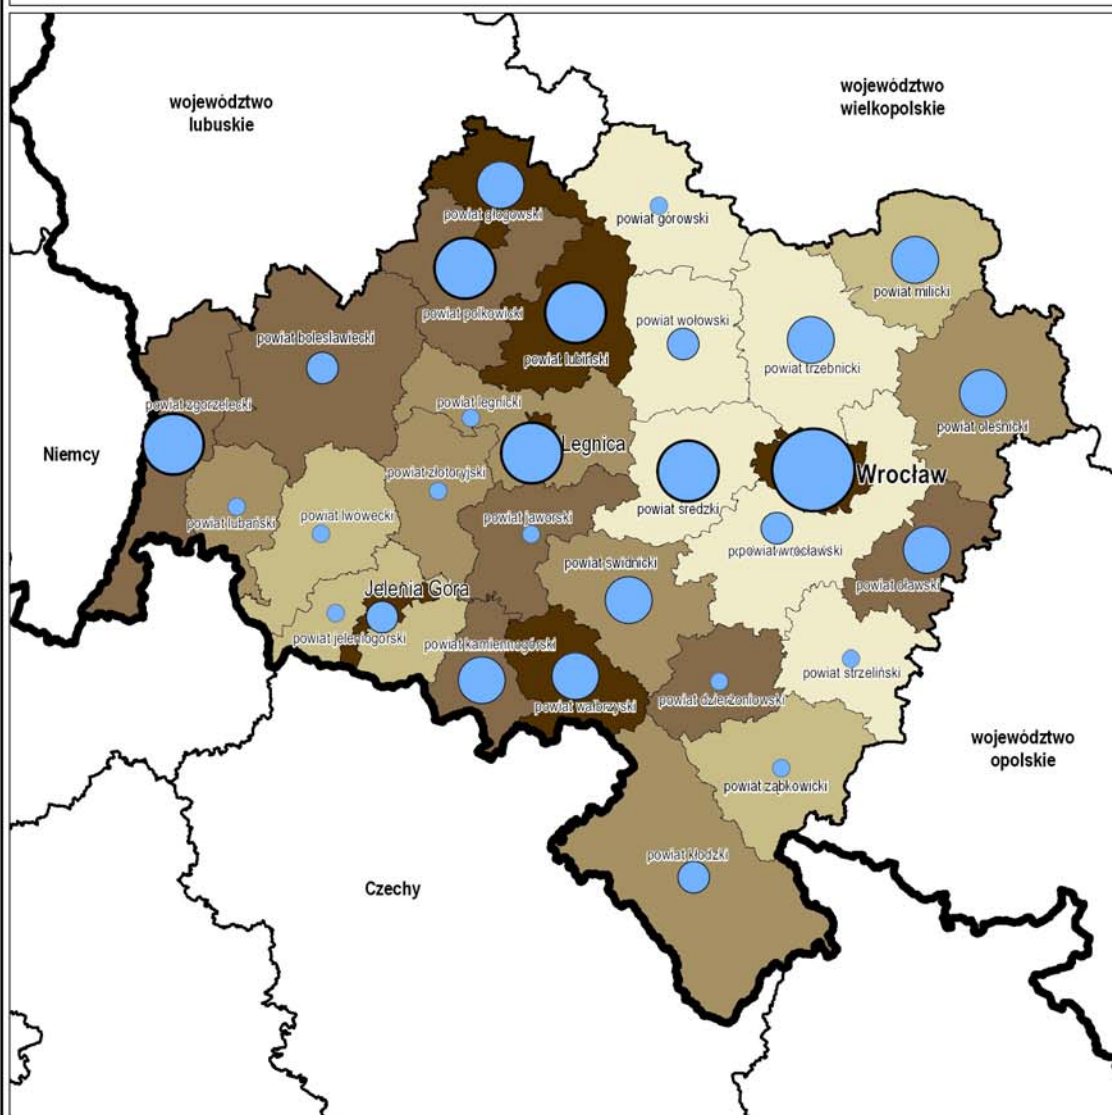 województwo
lubuskie
województwo
wielkopolskie
powiat głogowski
powiat górowski
powiat milicki
powiat polkowicki
powiat wołowski
powiat bolesławiecki
powiat lubiński
powiat trzebnicki
powiat zgorzelecki
powiat legnicki
powiat oleśnicki
Niemcy
Legnica
powiat złotoryjski
Wrocław
powiat średzki
powiat lubański
powiat lwówecki
powiat jaworski
powiat wrocławski
powiat świdnicki
powiat oławski
Jelenia Góra
powiat jeleniogórski
powiat kamiennogórski
powiat strzeliński
powiat dzierżoniowski
powiat wałbrzyski
województwo
opolskie
powiat ząbkowicki
powiat kłodzki
Czechy